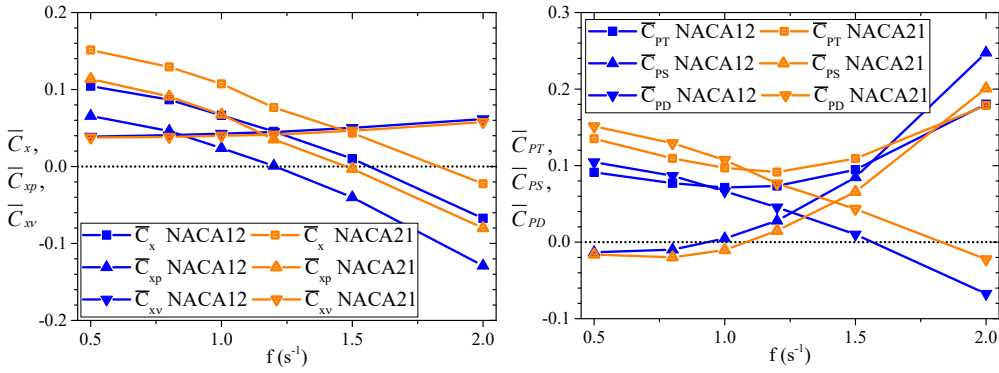 0.2
0.1
0.0
-0.1
-0.2
C̅x,
C̅xp,
C̅xv
C̅x NACA12 C̅x NACA21
C̅xp NACA12 C̅xp NACA21
C̅xv NACA12 C̅xv NACA21
0.5 1.0 1.5 2.0
f (s-1)
0.3
0.2
0.1
0.0
-0.1
C̅PT,
C̅PS,
C̅PD
C̅PT NACA12 C̅PT NACA21
C̅PS NACA12 C̅PS NACA21
C̅PD NACA12 C̅PD NACA21
0.5 1.0 1.5 2.0
f (s-1)